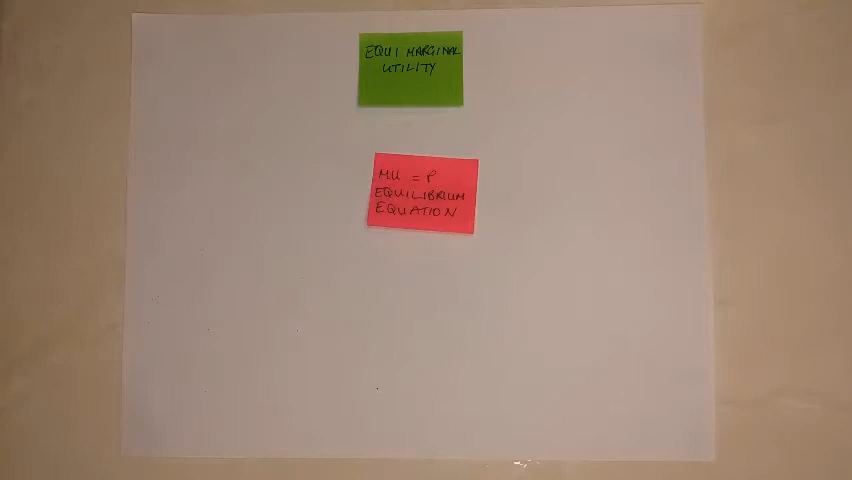 EQUI MARGINAL
UTILITY
MU = P
EQUILIBRIUM
EQUATION